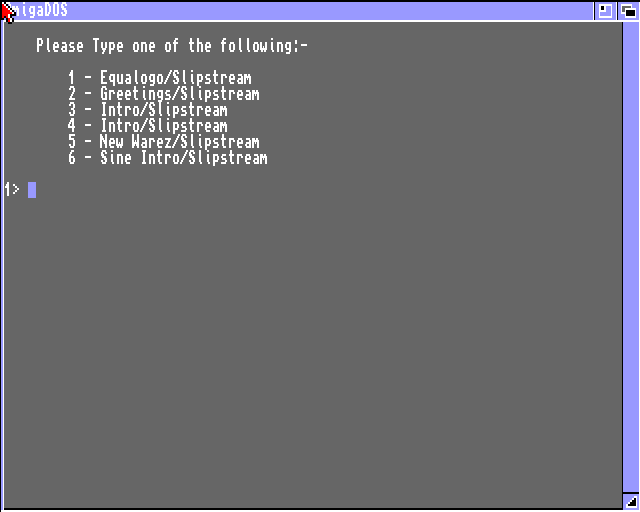 AmigaDOS
Please Type one of the following:-
1 - Equalogo/Slipstream
2 - Greetings/Slipstream
3 - Intro/Slipstream
4 - Intro/Slipstream
5 - New Warez/Slipstream
6 - Sine Intro/Slipstream
1>